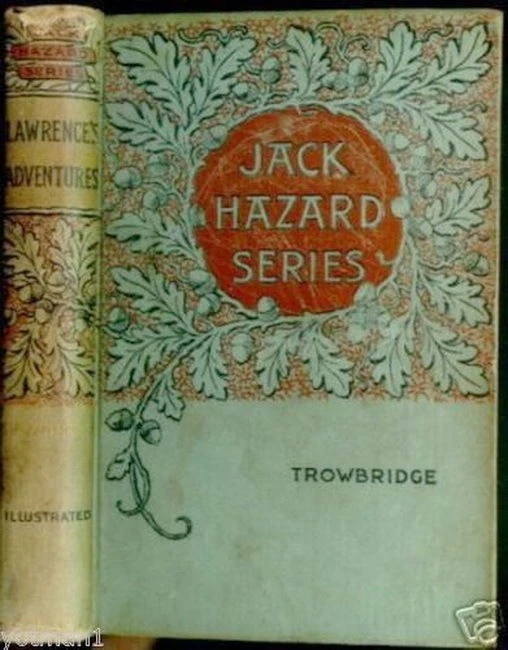 HAZARD
SERIES
LAWRENCE'S
ADVENTURES
ILLUSTRATED
JACK
HAZARD
SERIES
TROWBRIDGE